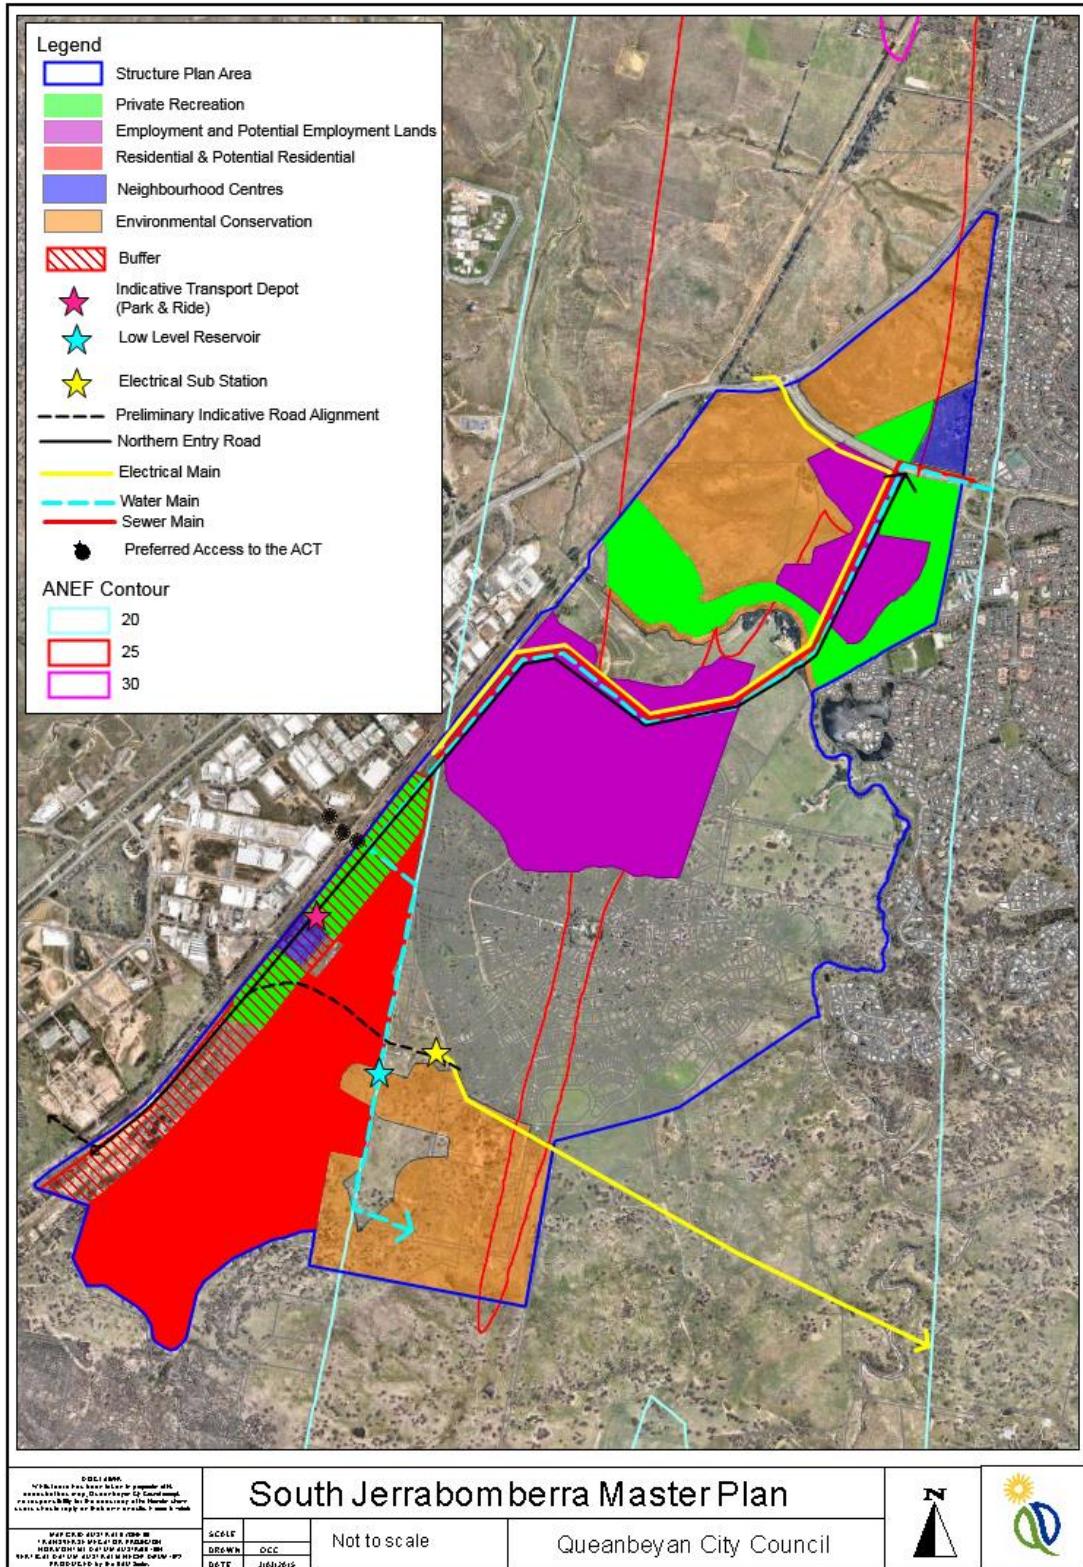 Legend
Structure Plan Area
Private Recreation
Employment and Potential Employment Lands
Residential & Potential Residential
Neighbourhood Centres
Environmental Conservation
Buffer
Indicative Transport Depot
(Park & Ride)
Low Level Reservoir
Electrical Sub Station
Preliminary Indicative Road Alignment
Northern Entry Road
Electrical Main
Water Main
Sewer Main
Preferred Access to the ACT
ANEF Contour
20
25
30
South Jerrabomberra Master Plan
SCALE
DRAWN
DATE
Not to scale
Queanbeyan City Council
N